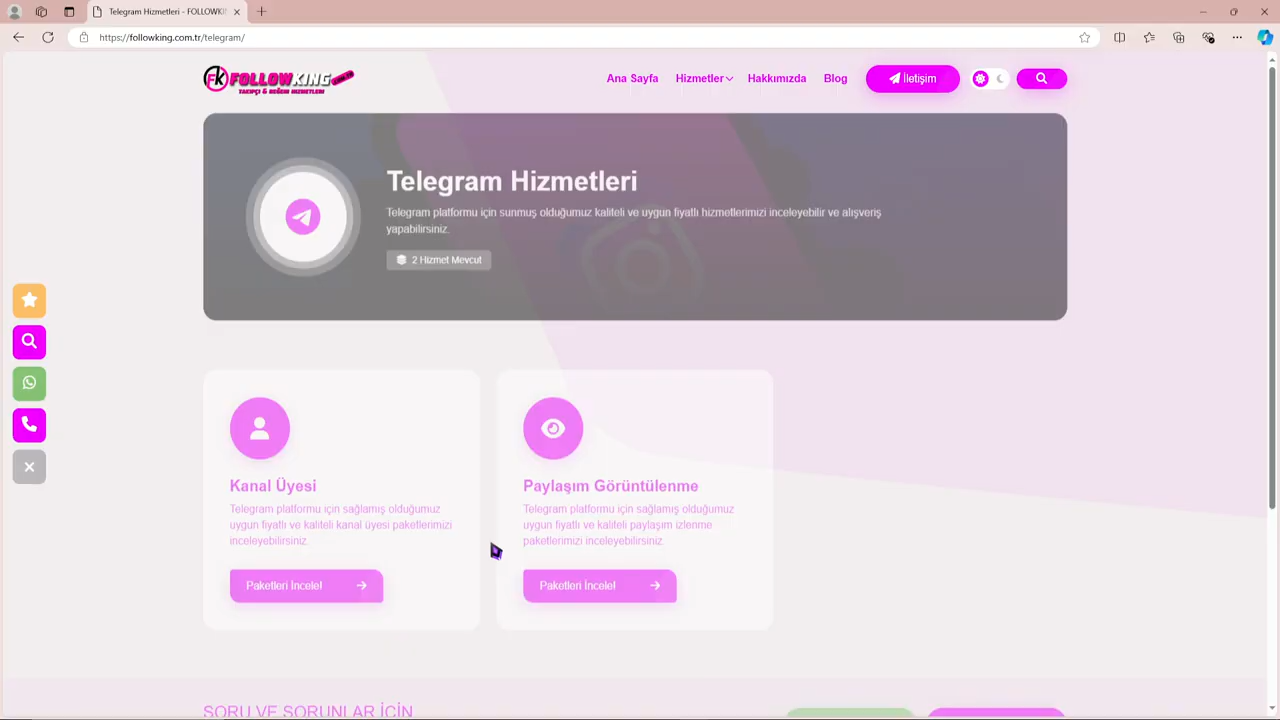 Telegram Hizmetleri - FOLLOWKI
https://followking.com.tr/telegram/
FK FOLLOWKING
TAKİPÇİ & BEĞENİ HİZMETLERİ
Ana Sayfa
Hizmetler
Hakkımızda
Blog
İletişim
Telegram Hizmetleri
Telegram platformu için sunmuş olduğumuz kaliteli ve uygun fiyatlı hizmetlerimizi inceleyebilir ve alışveriş
yapabilirsiniz.
2 Hizmet Mevcut
Kanal Üyesi
Telegram platformu için sağlamış olduğumuz
uygun fiyatlı ve kaliteli kanal üyesi paketlerimizi
inceleyebilirsiniz.
Paketleri İncele!
Paylaşım Görüntülenme
Telegram platformu için sağlamış olduğumuz
uygun fiyatlı ve kaliteli paylaşım izlenme
paketlerimizi inceleyebilirsiniz.
Paketleri İncele!
SORU VE SORUNLAR İÇİN